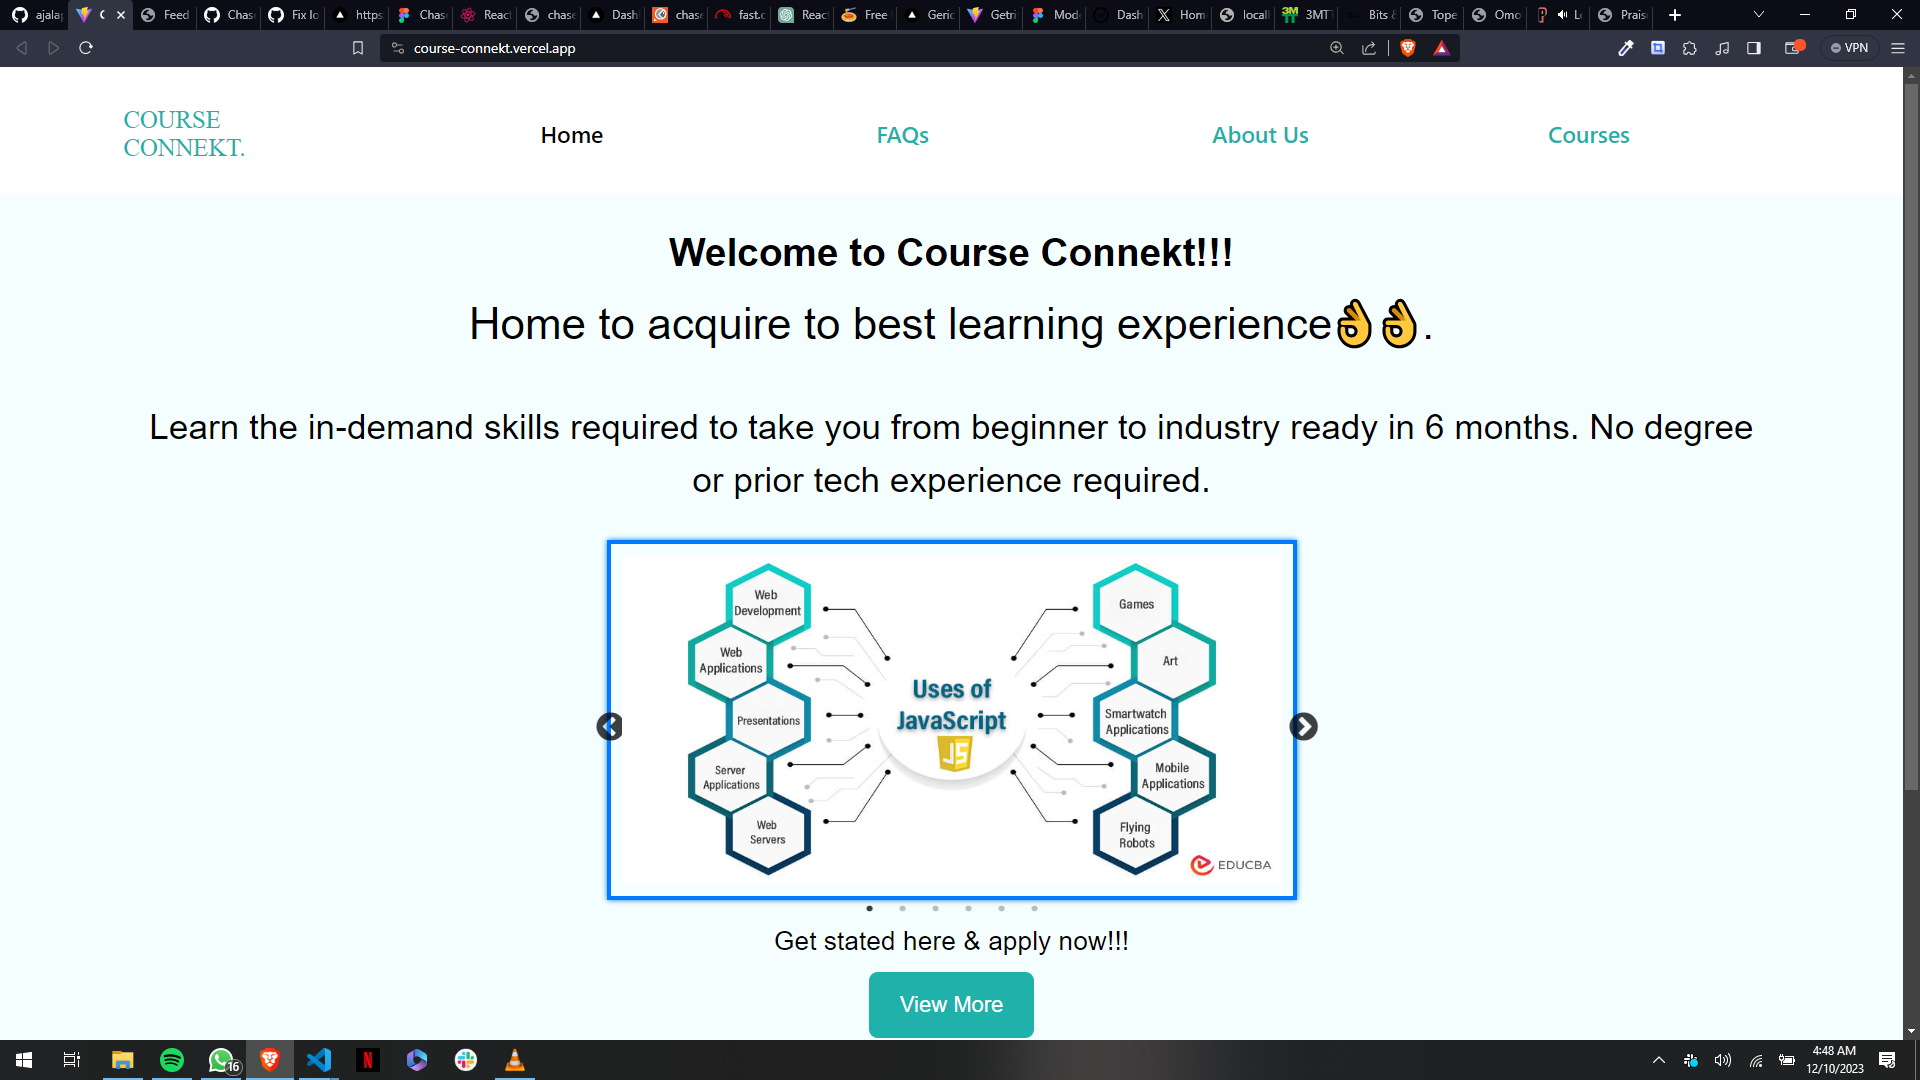 ajala
C
Feed
Chas
Fix lo
https
Chas
React
chase
Dash
chas
fast.c
React
Free
Geric
Getri
Mod
Dash
Hom
locall
3MT
Bits &
Tope
Omo
Le
Prais
course-connekt.vercel.app
VPN
COURSE
CONNEKT.
Home
FAQs
About Us
Courses
Welcome to Course Connekt!!!
Home to acquire to best learning experience👌👌.
Learn the in-demand skills required to take you from beginner to industry ready in 6 months. No degree
or prior tech experience required.
Web
Development
Web
Applications
Presentations
Server
Applications
Web
Servers
Uses of
JavaScript
JS
Games
Art
Smartwatch
Applications
Mobile
Applications
Flying
Robots
EDUCBA
Get stated here & apply now!!!
View More
16
4:48 AM
12/10/2023